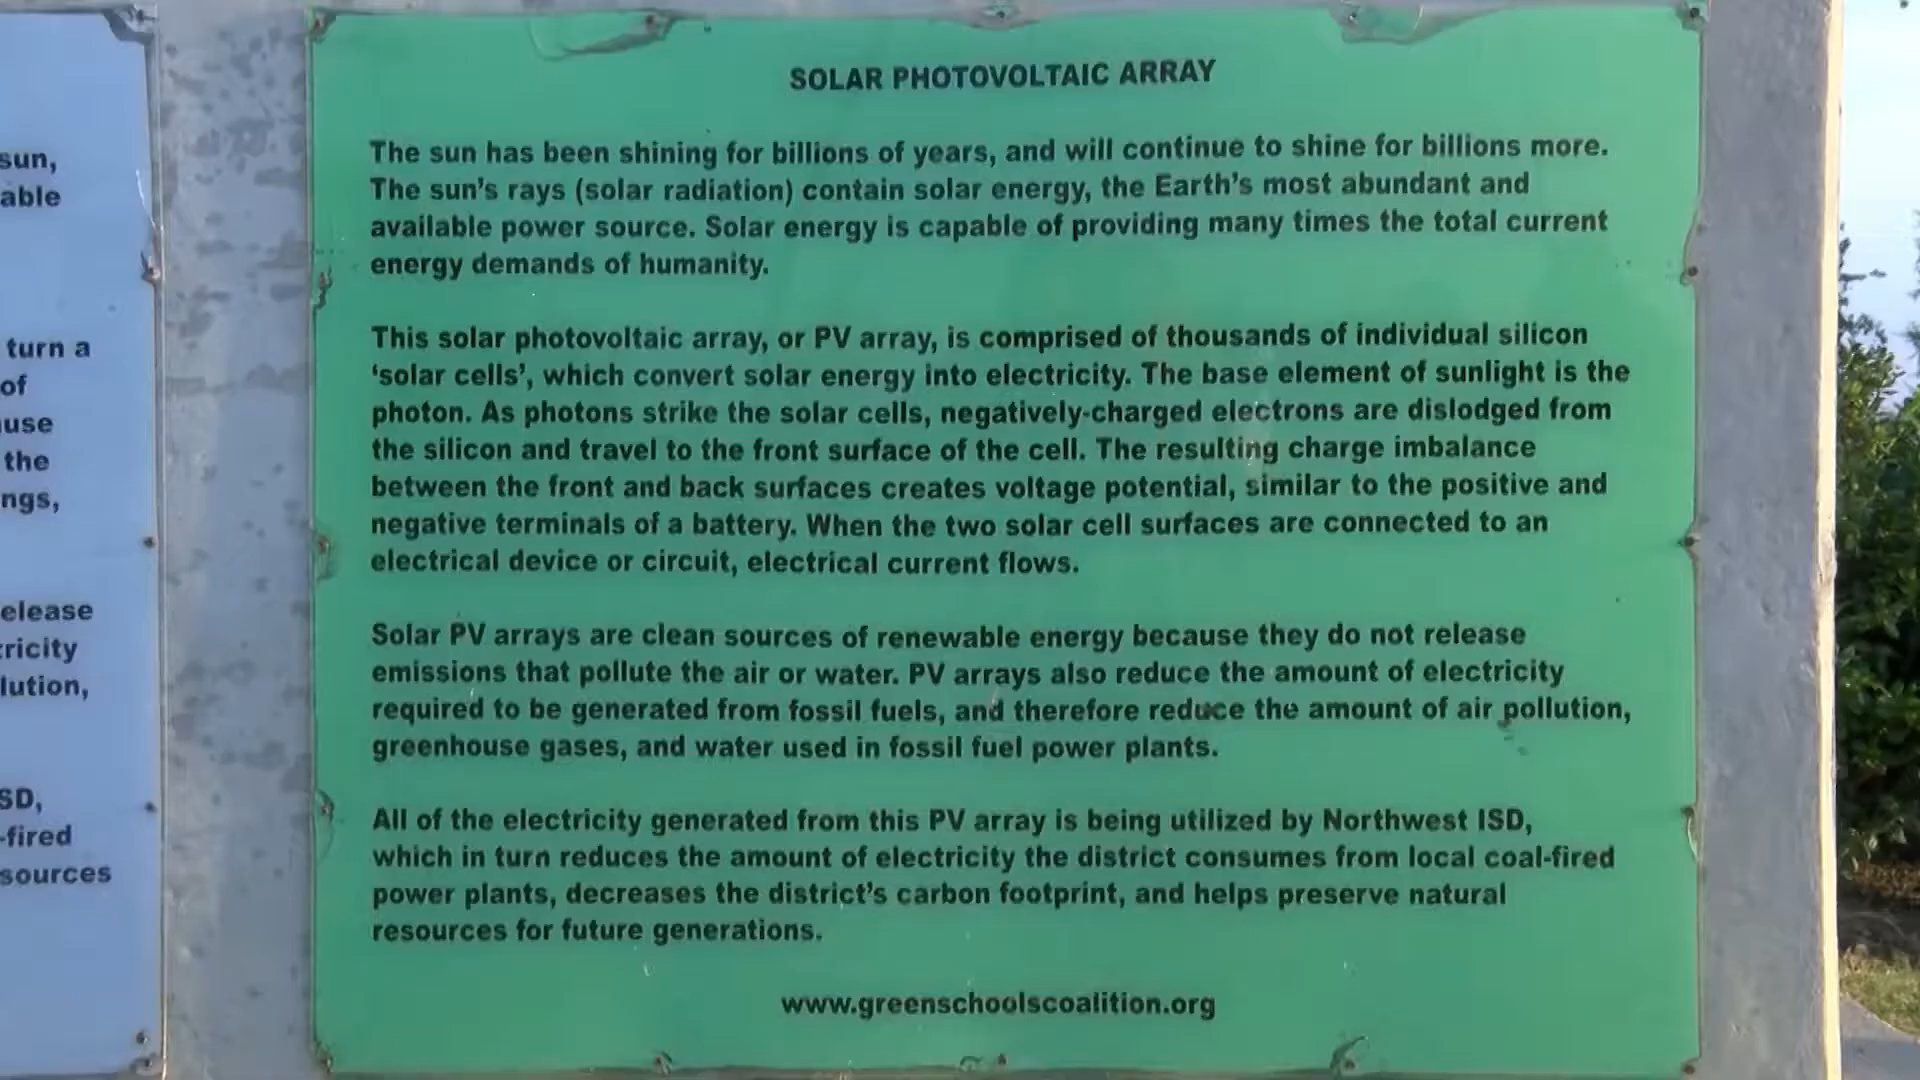 sun,
able
turn a
of
the
ngs,
SD,
-fired
sources
SOLAR PHOTOVOLTAIC ARRAY
The sun has been shining for billions of years, and will continue to shine for billions more.
The sun's rays (solar radiation) contain solar energy, the Earth's most abundant and
available power source. Solar energy is capable of providing many times the total current
energy demands of humanity.
This solar photovoltaic array, or PV array, is comprised of thousands of individual silicon
‘solar cells’, which convert solar energy into electricity. The base element of sunlight is the
photon. As photons strike the solar cells, negatively-charged electrons are dislodged from
the silicon and travel to the front surface of the cell. The resulting charge imbalance
between the front and back surfaces creates voltage potential, similar to the positive and
negative terminals of a battery. When the two solar cell surfaces are connected to an
electrical device or circuit, electrical current flows.
Solar PV arrays are clean sources of renewable energy because they do not release
emissions that pollute the air or water. PV arrays also reduce the amount of electricity
required to be generated from fossil fuels, and therefore reduce the amount of air pollution,
greenhouse gases, and water used in fossil fuel power plants.
All of the electricity generated from this PV array is being utilized by Northwest ISD,
which in turn reduces the amount of electricity the district consumes from local coal-fired
power plants, decreases the district's carbon footprint, and helps preserve natural
resources for future generations.
www.greenschoolscoalition.org